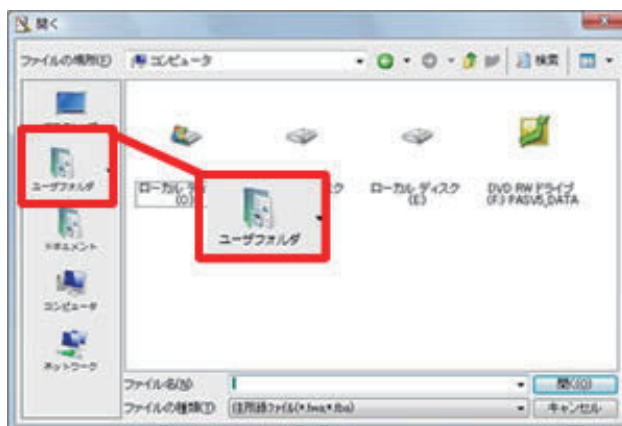 開く
ファイルの場所(I)
コンピュータ
検索
ユーザフォルダ
ドキュメント
コンピュータ
ネットワーク
ローカル ディスク
(E)
DVD RW ドライブ
(F:) PASV5_DATA
ユーザフォルダ
ファイル名(N)
開く(O)
ファイルの種類(T)
キャンセル